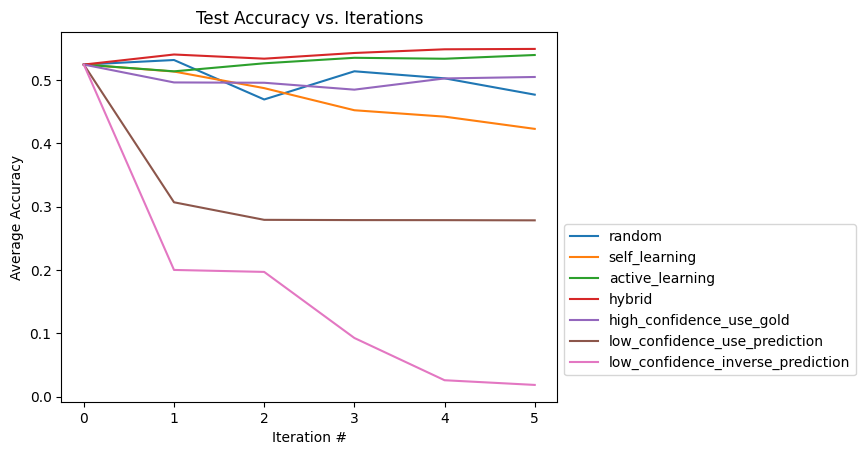 Test Accuracy vs. Iterations
Average Accuracy
0.5
0.4
0.3
0.2
0.1
0.0
0 1 2 3 4 5
Iteration #
random
self_learning
active_learning
hybrid
high_confidence_use_gold
low_confidence_use_prediction
low_confidence_inverse_prediction